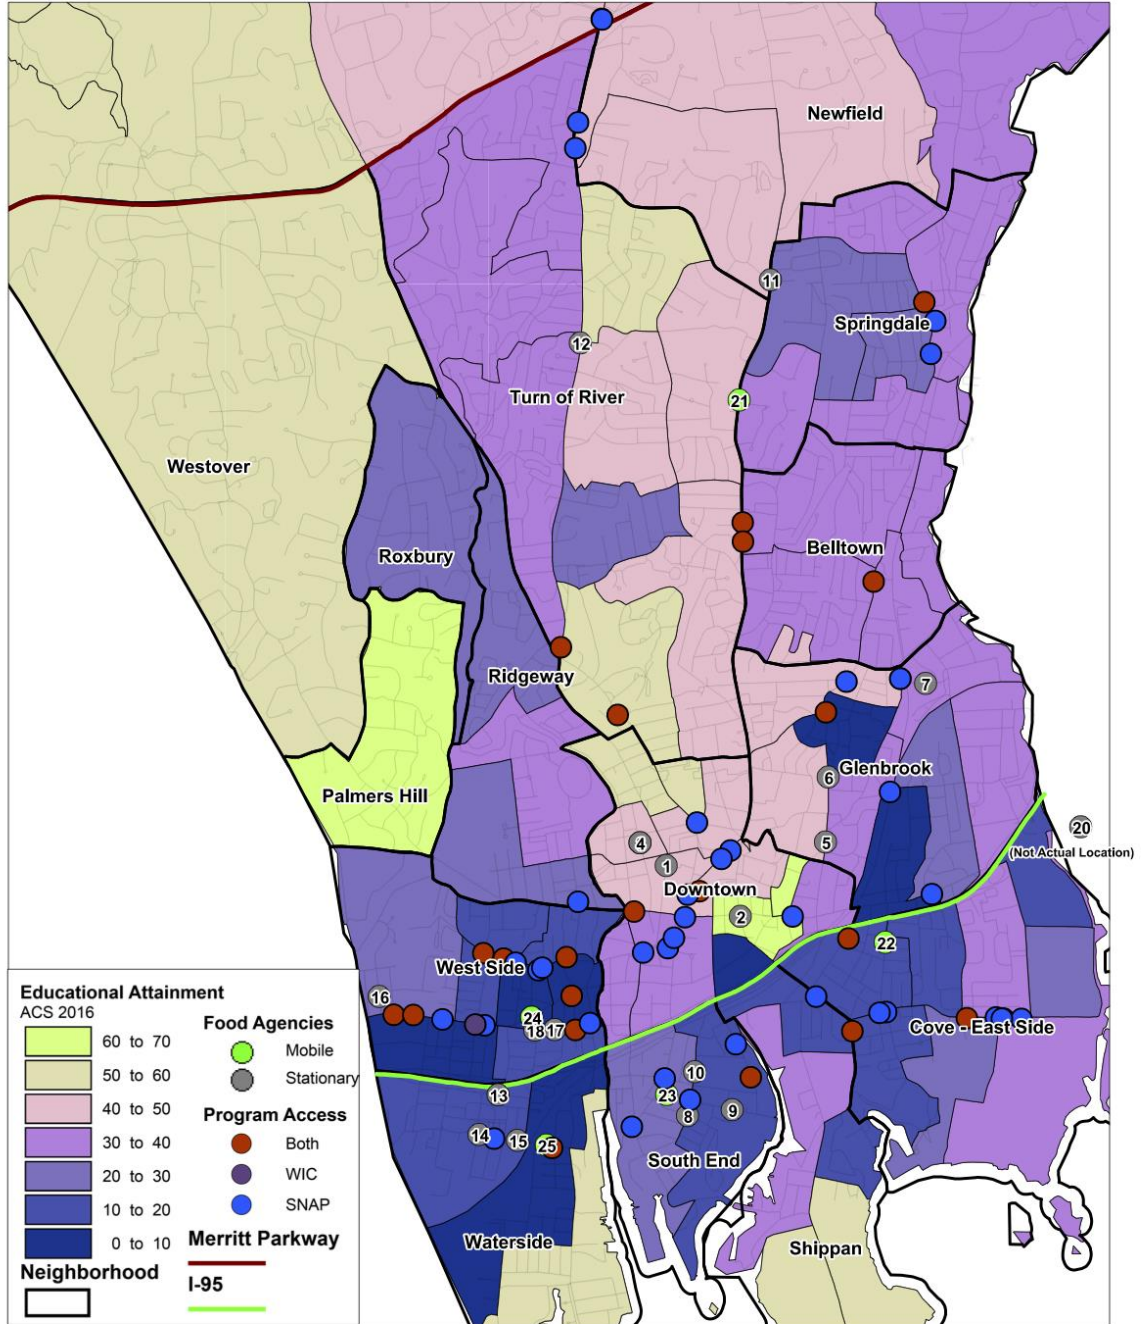 Newfield
11
Springdale
12
Turn of River
21
Westover
Roxbury
Belltown
Ridgeway
7
6
Glenbrook
Palmers Hill
20
(Not Actual Location)
4
5
1
Downtown
2
22
West Side
16
24
18
17
Cove - East Side
13
10
23
8
9
14
15
25
South End
Waterside
Shippan
Educational Attainment
ACS 2016
60 to 70
50 to 60
40 to 50
30 to 40
20 to 30
10 to 20
0 to 10
Neighborhood
Food Agencies
Mobile
Stationary
Program Access
Both
WIC
SNAP
Merritt Parkway
I-95